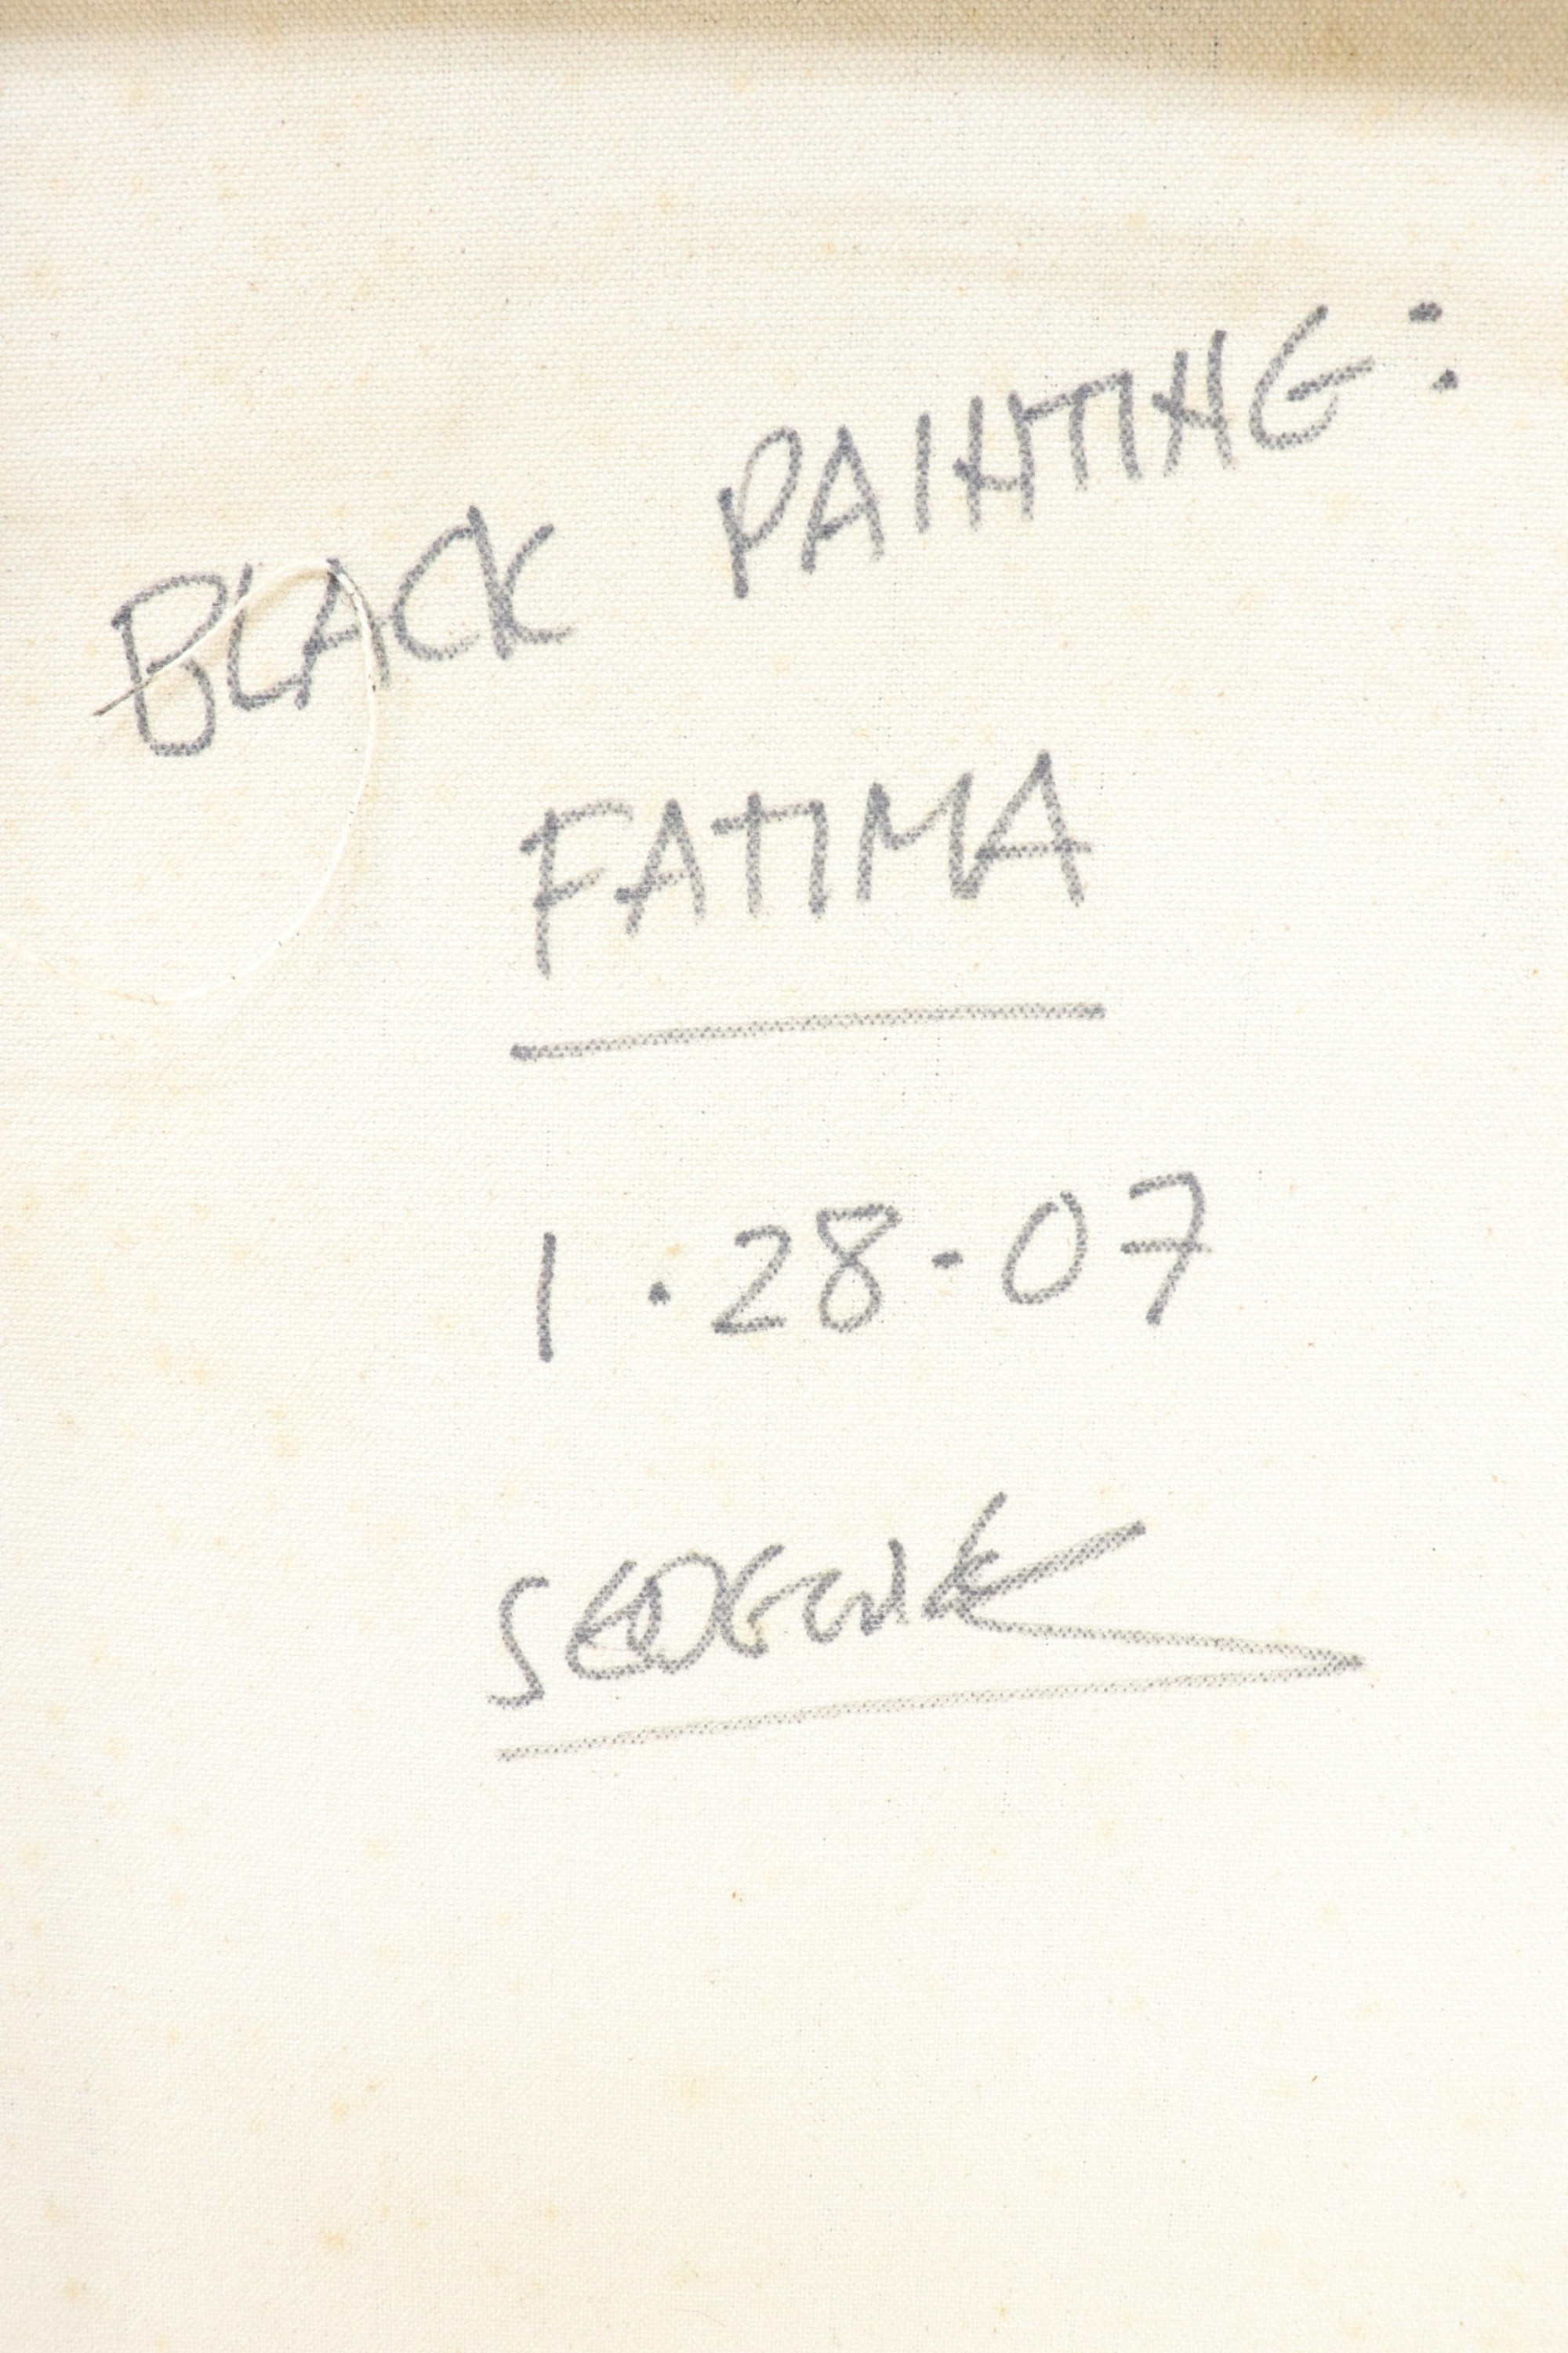 BLACK PAINTING:
FATIMA
1·28-07
SEDGWICK